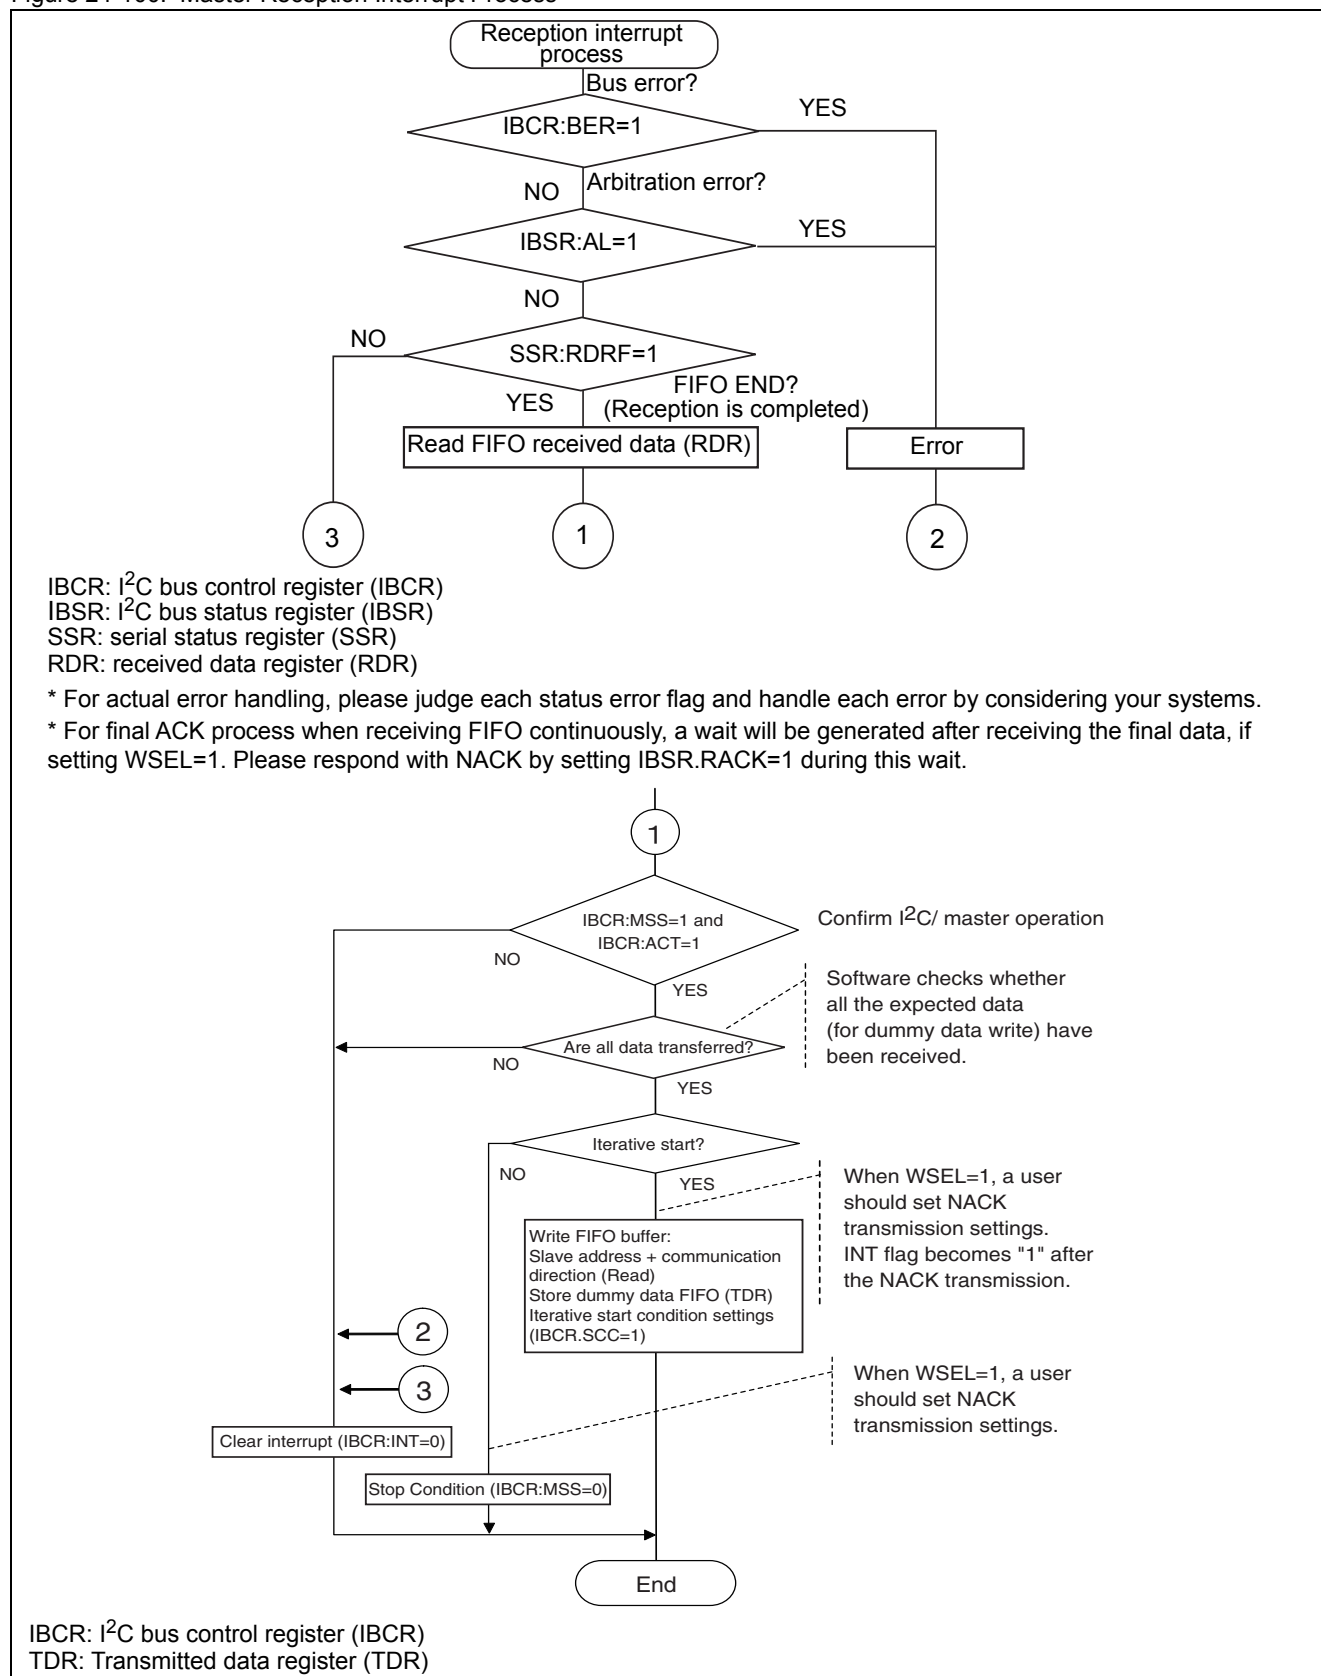 Reception interrupt
process
Bus error?
YES
IBCR:BER=1
Arbitration error?
NO
YES
IBSR:AL=1
NO
NO
SSR:RDRF=1
FIFO END?
YES
(Reception is completed)
Read FIFO received data (RDR)
Error
3
1
2
IBCR: I2C bus control register (IBCR)
IBSR: I2C bus status register (IBSR)
SSR: serial status register (SSR)
RDR: received data register (RDR)
* For actual error handling, please judge each status error flag and handle each error by considering your systems.
* For final ACK process when receiving FIFO continuously, a wait will be generated after receiving the final data, if
setting WSEL=1. Please respond with NACK by setting IBSR.RACK=1 during this wait.
1
IBCR:MSS=1 and
IBCR:ACT=1
Confirm I2C/ master operation
NO
YES
Software checks whether
all the expected data
(for dummy data write) have
been received.
Are all data transferred?
NO
YES
Iterative start?
NO
YES
When WSEL=1, a user
should set NACK
transmission settings.
INT flag becomes "1" after
the NACK transmission.
Write FIFO buffer:
Slave address + communication
direction (Read)
Store dummy data FIFO (TDR)
Iterative start condition settings
(IBCR.SCC=1)
2
3
When WSEL=1, a user
should set NACK
transmission settings.
Clear interrupt (IBCR:INT=0)
Stop Condition (IBCR:MSS=0)
End
IBCR: I2C bus control register (IBCR)
TDR: Transmitted data register (TDR)